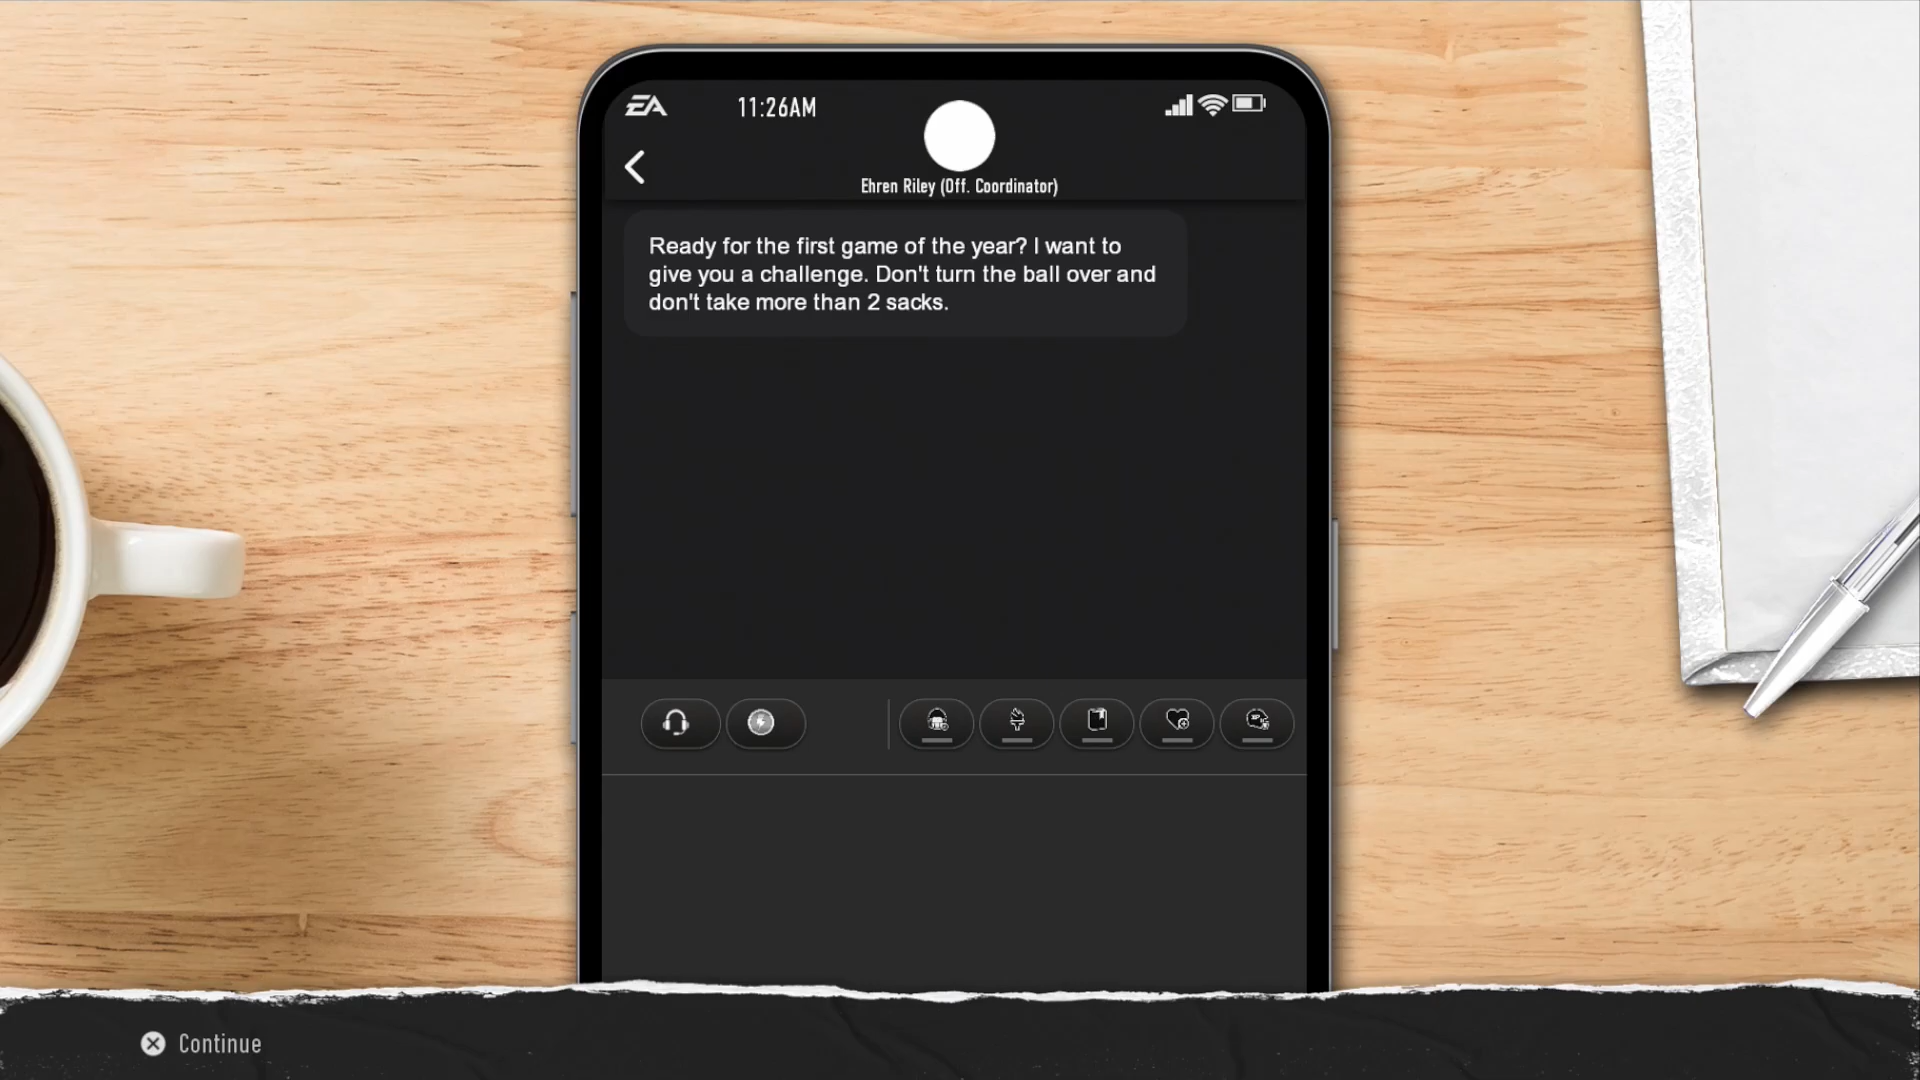 EA
11:26AM
Ehren Riley (Off. Coordinator)
Ready for the first game of the year? I want to
give you a challenge. Don't turn the ball over and
don't take more than 2 sacks.
Continue